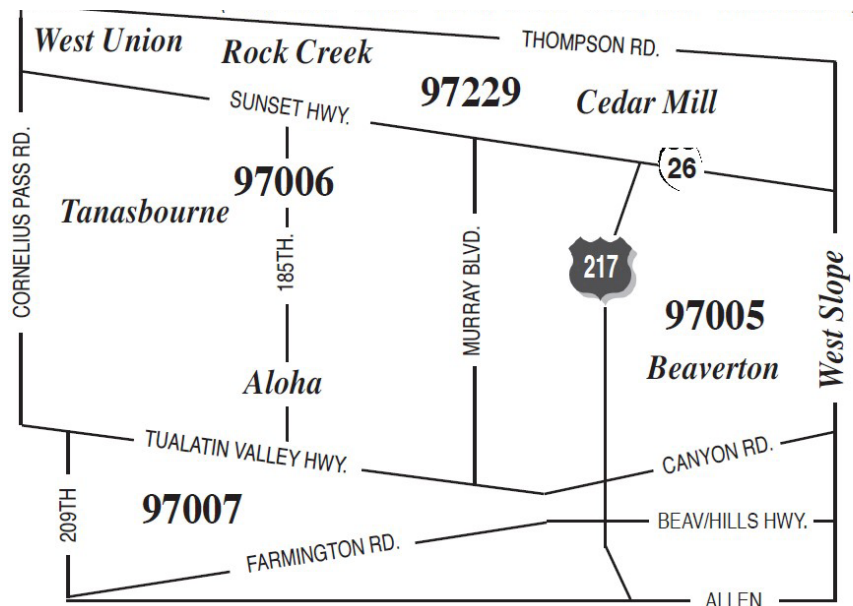 THOMPSON RD.
West Union
Rock Creek
97229
Cedar Mill
SUNSET HWY.
26
CORNELIUS PASS RD.
97006
Tanasbourne
185TH.
MURRAY BLVD.
217
97005
Beaverton
West Slope
Aloha
TUALATIN VALLEY HWY.
CANYON RD.
209TH
97007
BEAV/HILLS HWY.
FARMINGTON RD.
ALLEN